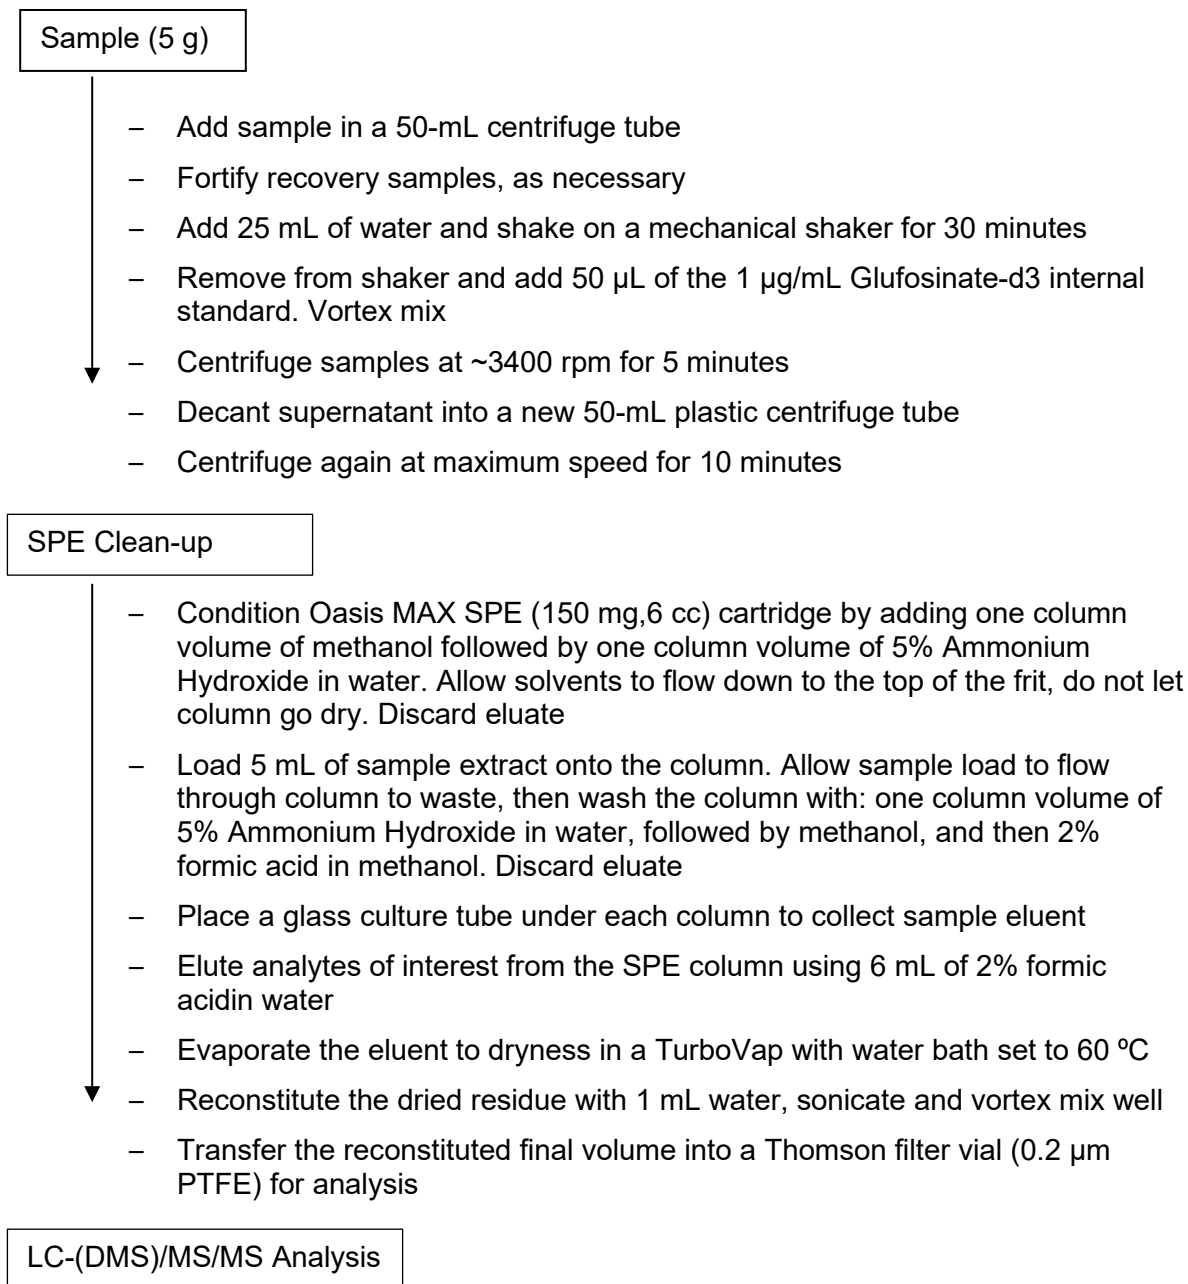 Sample (5 g)
– Add sample in a 50-mL centrifuge tube
– Fortify recovery samples, as necessary
– Add 25 mL of water and shake on a mechanical shaker for 30 minutes
– Remove from shaker and add 50 µL of the 1 µg/mL Glufosinate-d3 internal
standard. Vortex mix
– Centrifuge samples at ~3400 rpm for 5 minutes
– Decant supernatant into a new 50-mL plastic centrifuge tube
– Centrifuge again at maximum speed for 10 minutes
SPE Clean-up
– Condition Oasis MAX SPE (150 mg,6 cc) cartridge by adding one column
volume of methanol followed by one column volume of 5% Ammonium
Hydroxide in water. Allow solvents to flow down to the top of the frit, do not let
column go dry. Discard eluate
– Load 5 mL of sample extract onto the column. Allow sample load to flow
through column to waste, then wash the column with: one column volume of
5% Ammonium Hydroxide in water, followed by methanol, and then 2%
formic acid in methanol. Discard eluate
– Place a glass culture tube under each column to collect sample eluent
– Elute analytes of interest from the SPE column using 6 mL of 2% formic
acidin water
– Evaporate the eluent to dryness in a TurboVap with water bath set to 60 ºC
– Reconstitute the dried residue with 1 mL water, sonicate and vortex mix well
– Transfer the reconstituted final volume into a Thomson filter vial (0.2 µm
PTFE) for analysis
LC-(DMS)/MS/MS Analysis